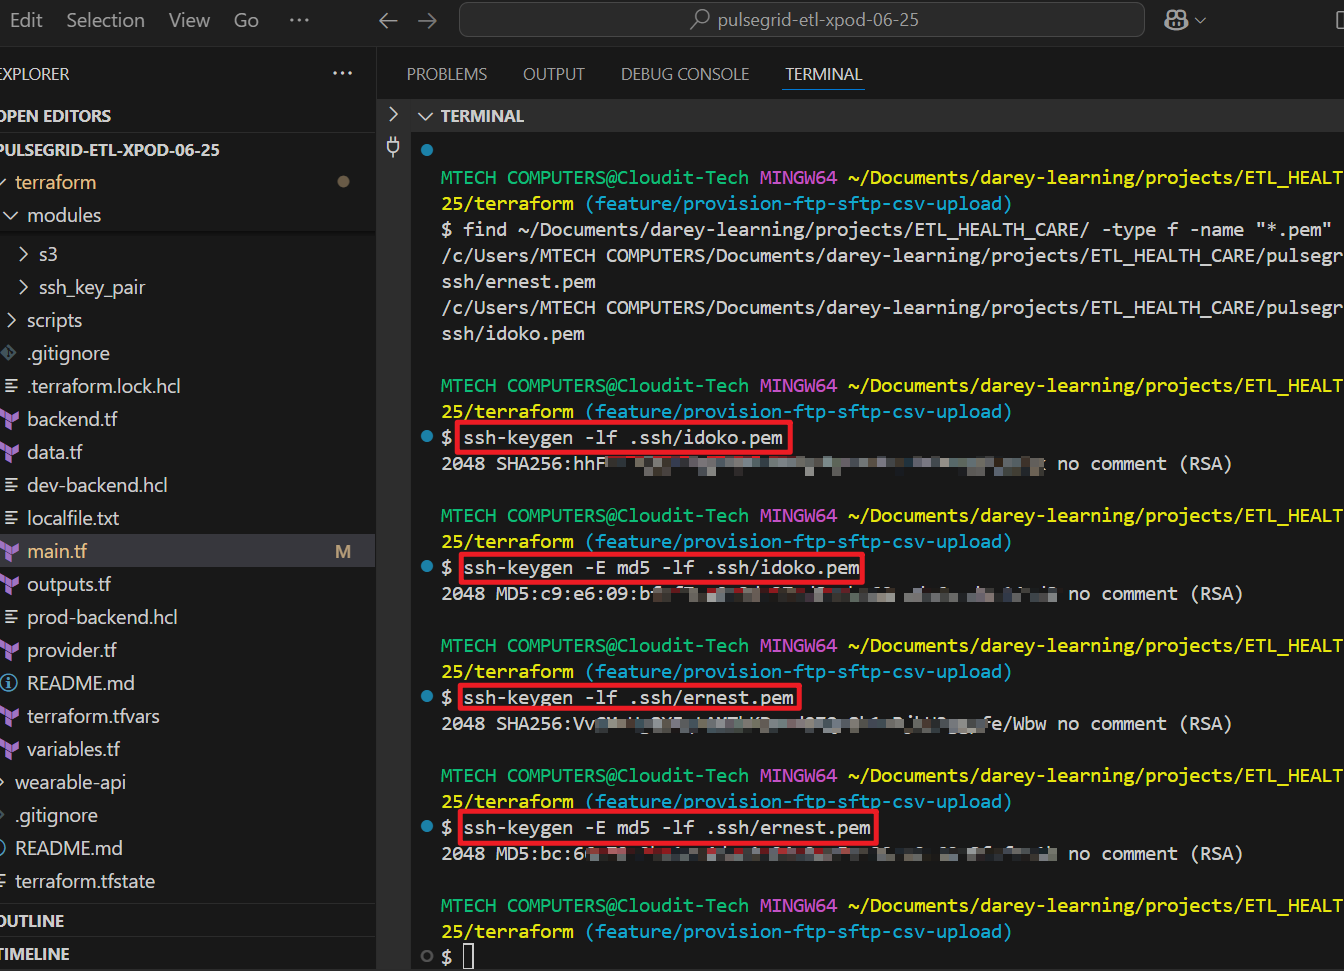 Edit Selection View Go ··· pulsegrid-etl-xpod-06-25
EXPLORER ···
OPEN EDITORS
PULSEGRID-ETL-XPOD-06-25
terraform
modules
s3
ssh_key_pair
scripts
.gitignore
.terraform.lock.hcl
backend.tf
data.tf
dev-backend.hcl
localfile.txt
main.tf M
outputs.tf
prod-backend.hcl
provider.tf
README.md
terraform.tfvars
variables.tf
wearable-api
.gitignore
README.md
terraform.tfstate
OUTLINE
TIMELINE
PROBLEMS OUTPUT DEBUG CONSOLE TERMINAL
TERMINAL
MTECH COMPUTERS@Cloudit-Tech MINGW64 ~/Documents/darey-learning/projects/ETL_HEALT
25/terraform (feature/provision-ftp-sftp-csv-upload)
$ find ~/Documents/darey-learning/projects/ETL_HEALTH_CARE/ -type f -name "*.pem"
/c/Users/MTECH COMPUTERS/Documents/darey-learning/projects/ETL_HEALTH_CARE/pulsegr
ssh/ernest.pem
/c/Users/MTECH COMPUTERS/Documents/darey-learning/projects/ETL_HEALTH_CARE/pulsegr
ssh/idoko.pem
MTECH COMPUTERS@Cloudit-Tech MINGW64 ~/Documents/darey-learning/projects/ETL_HEALT
25/terraform (feature/provision-ftp-sftp-csv-upload)
$ ssh-keygen -lf .ssh/idoko.pem
2048 SHA256:hhF no comment (RSA)
MTECH COMPUTERS@Cloudit-Tech MINGW64 ~/Documents/darey-learning/projects/ETL_HEALT
25/terraform (feature/provision-ftp-sftp-csv-upload)
$ ssh-keygen -E md5 -lf .ssh/idoko.pem
2048 MD5:c9:e6:09: no comment (RSA)
MTECH COMPUTERS@Cloudit-Tech MINGW64 ~/Documents/darey-learning/projects/ETL_HEALT
25/terraform (feature/provision-ftp-sftp-csv-upload)
$ ssh-keygen -lf .ssh/ernest.pem
2048 SHA256:Vv fe/Wbw no comment (RSA)
MTECH COMPUTERS@Cloudit-Tech MINGW64 ~/Documents/darey-learning/projects/ETL_HEALT
25/terraform (feature/provision-ftp-sftp-csv-upload)
$ ssh-keygen -E md5 -lf .ssh/ernest.pem
2048 MD5:bc:6 no comment (RSA)
MTECH COMPUTERS@Cloudit-Tech MINGW64 ~/Documents/darey-learning/projects/ETL_HEALT
25/terraform (feature/provision-ftp-sftp-csv-upload)
$